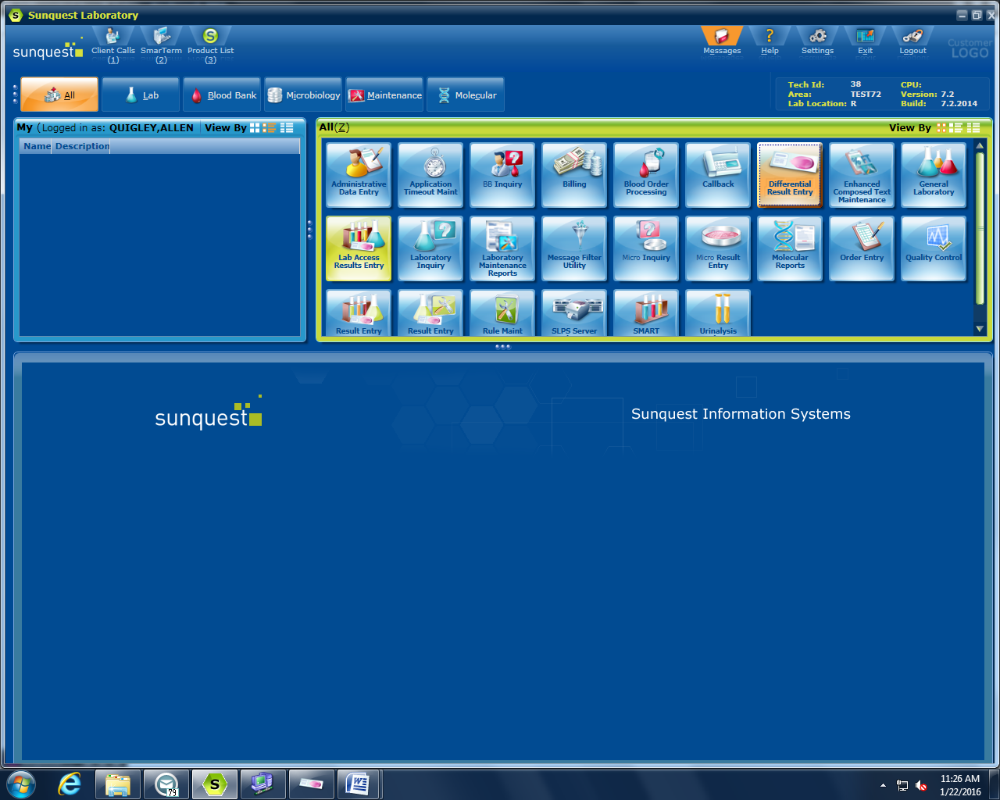 Sunquest Laboratory
sunquest
Client Calls
(1)
SmarTerm
(2)
Product List
(3)
Messages
Help
Settings
Exit
Logout
Customer
LOGO
All
Lab
Blood Bank
Microbiology
Maintenance
Molecular
Tech Id: 38 CPU:
Area: TEST72 Version: 7.2
Lab Location: R Build: 7.2.2014
My (Logged in as: QUIGLEY,ALLEN View By
Name Description
All(Z) View By
Administrative
Data Entry
Application
Timeout Maint
BB Inquiry
Billing
Blood Order
Processing
Callback
Differential
Result Entry
Enhanced
Composed Text
Maintenance
General
Laboratory
Lab Access
Results Entry
Laboratory
Inquiry
Laboratory
Maintenance
Reports
Message Filter
Utility
Micro Inquiry
Micro Result
Entry
Molecular
Reports
Order Entry
Quality Control
Result Entry
Result Entry
Rule Maint
SLPS Server
SMART
Urinalysis
sunquest
Sunquest Information Systems
79
11:26 AM
1/22/2016